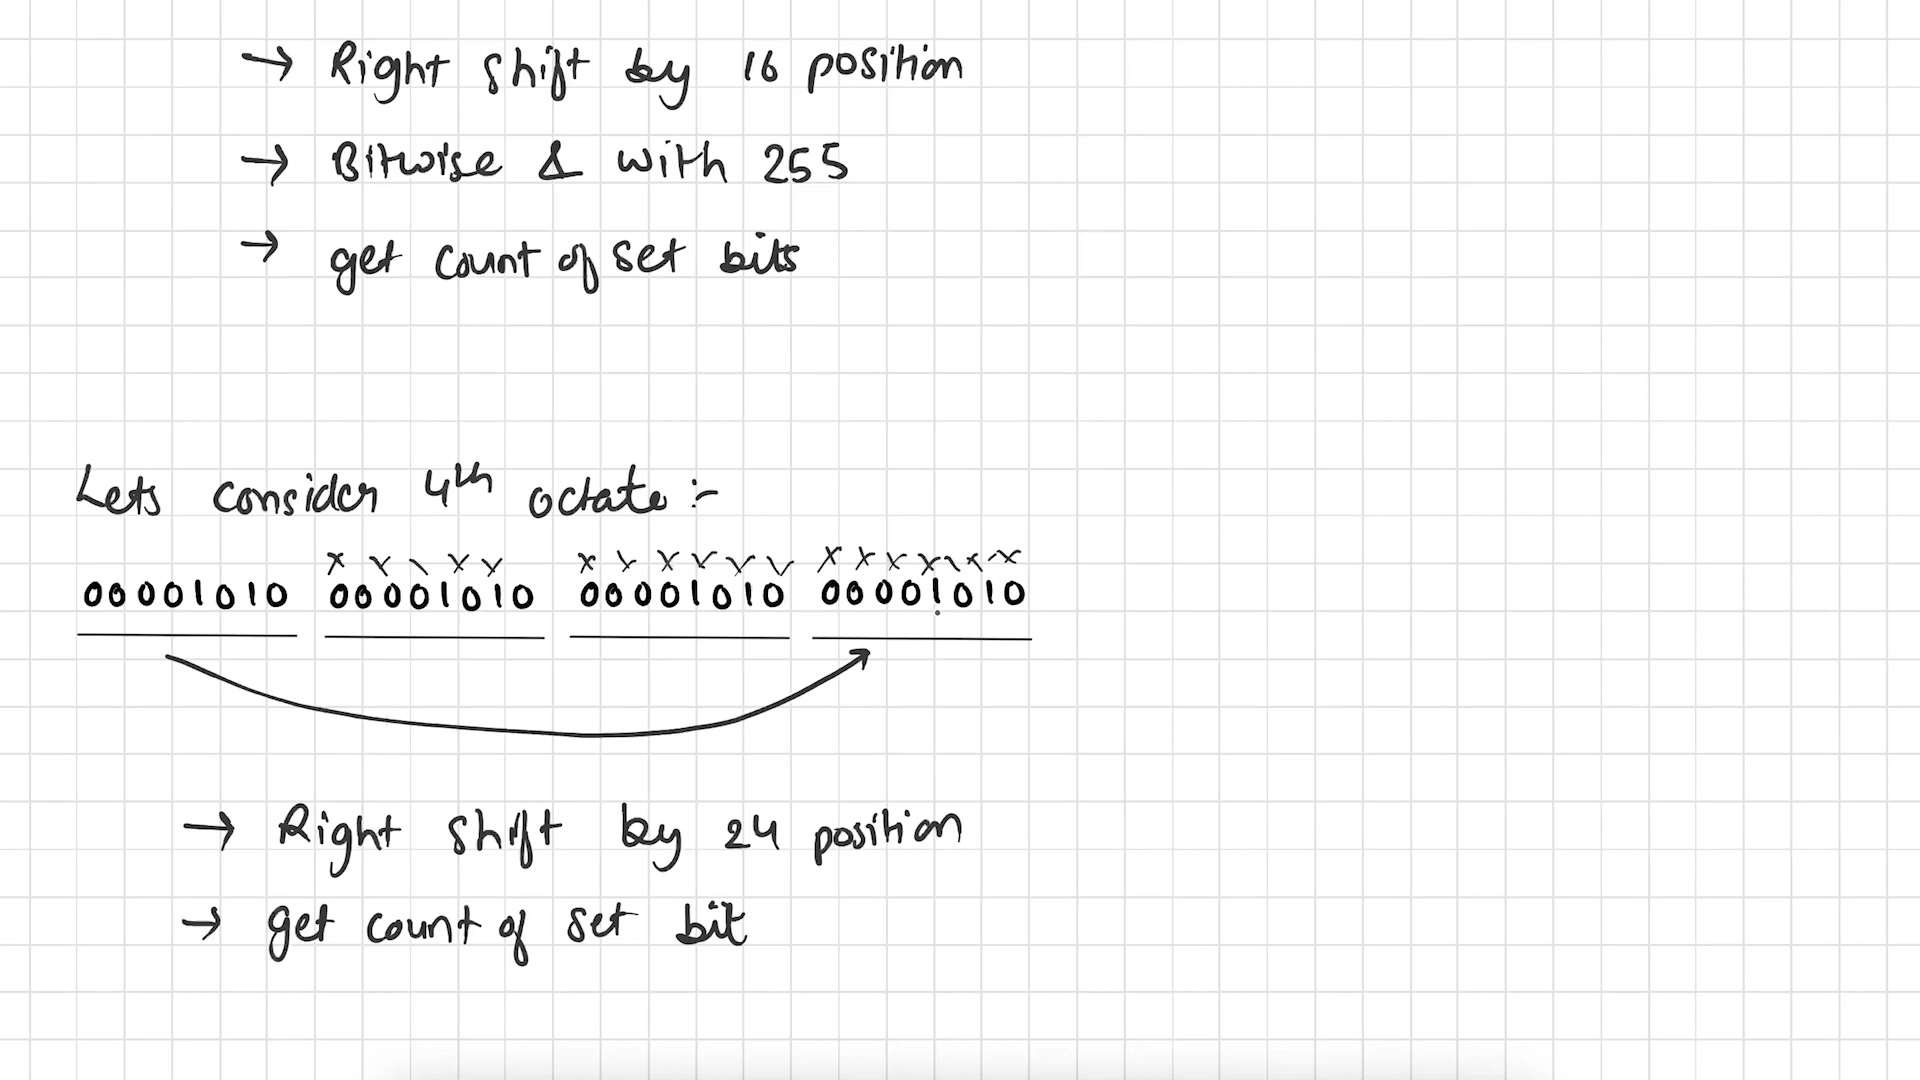 → Right shift by 16 position
→ Bitwise & with 255
→ get count of set bits
Lets consider 4th octate :-
00001010 00001010 00001010 00001010
→ Right shift by 24 position
→ get count of set bit